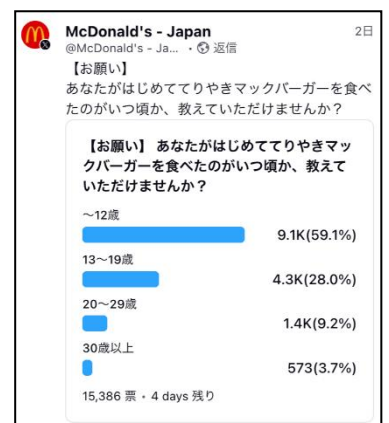 McDonald's - Japan
2日
@McDonald's - Ja... ・ 返信
【お願い】
あなたがはじめててりやきマックバーガーを食べ
たのがいつ頃か、教えていただけませんか？
【お願い】 あなたがはじめててりやきマッ
クバーガーを食べたのがいつ頃か、教えて
いただけませんか？
～12歳
9.1K(59.1%)
13～19歳
4.3K(28.0%)
20～29歳
1.4K(9.2%)
30歳以上
573(3.7%)
15,386 票・4 days 残り